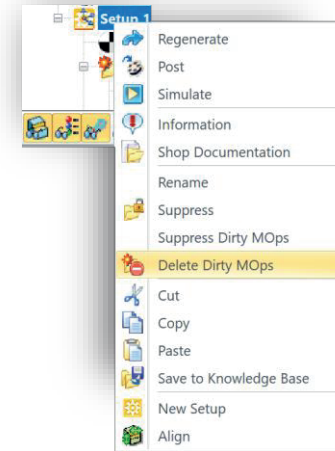 Setup 1
Regenerate
Post
Simulate
Information
Shop Documentation
Rename
Suppress
Suppress Dirty MOps
Delete Dirty MOps
Cut
Copy
Paste
Save to Knowledge Base
New Setup
Align